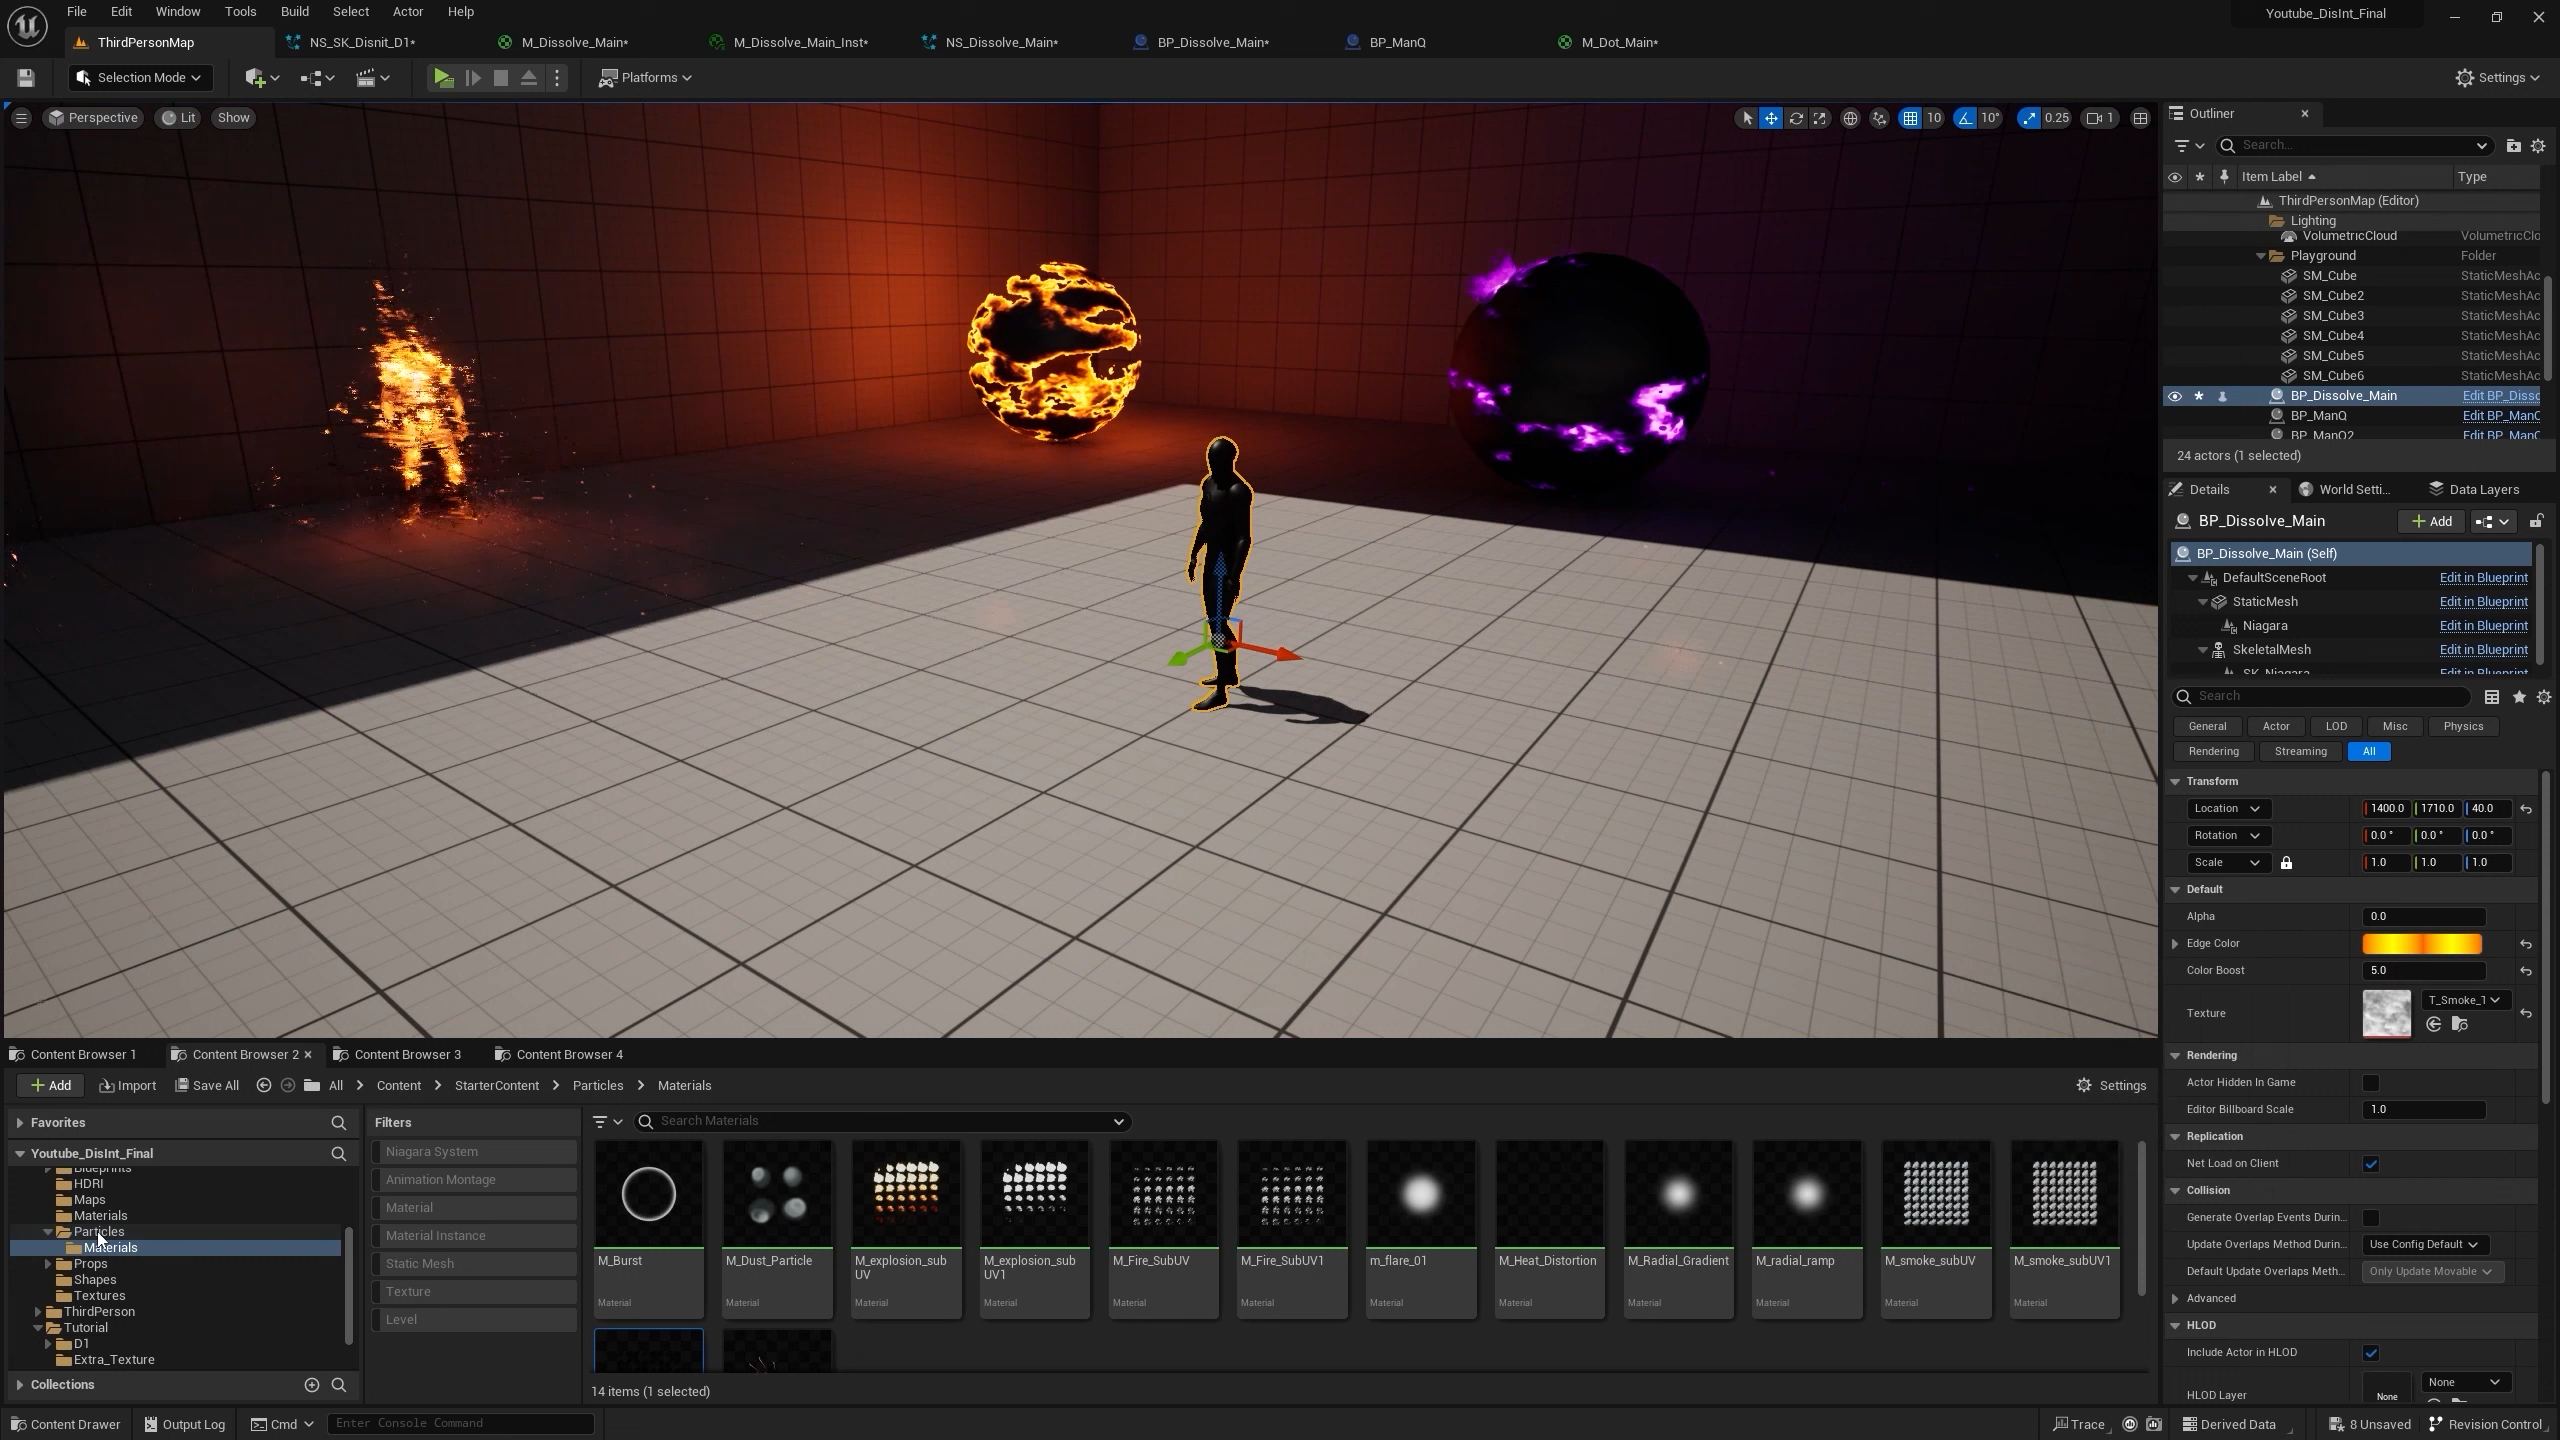 File Edit Window Tools Build Select Actor Help
Youtube_DisInt_Final
ThirdPersonMap
NS_SK_Disnit_D1*
M_Dissolve_Main*
M_Dissolve_Main_Inst*
NS_Dissolve_Main*
BP_Dissolve_Main*
BP_ManQ
M_Dot_Main*
Selection Mode
Platforms
Settings
Perspective
Lit
Show
10
10°
0.25
1
Outliner
Search...
Item Label
Type
ThirdPersonMap (Editor)
Lighting
VolumetricCloud VolumetricClo
Playground Folder
SM_Cube StaticMeshAc
SM_Cube2 StaticMeshAc
SM_Cube3 StaticMeshAc
SM_Cube4 StaticMeshAc
SM_Cube5 StaticMeshAc
SM_Cube6 StaticMeshAc
BP_Dissolve_Main Edit BP_Disso
BP_ManQ Edit BP_ManQ
BP_ManQ2 Edit BP_ManQ
24 actors (1 selected)
Details
World Setti...
Data Layers
BP_Dissolve_Main
Add
BP_Dissolve_Main (Self)
DefaultSceneRoot Edit in Blueprint
StaticMesh Edit in Blueprint
Niagara Edit in Blueprint
SkeletalMesh Edit in Blueprint
SK_Niagara Edit in Blueprint
Search
General Actor LOD Misc Physics
Rendering Streaming All
Transform
Location 1400.0 1710.0 40.0
Rotation 0.0° 0.0° 0.0°
Scale 1.0 1.0 1.0
Default
Alpha 0.0
Edge Color
Color Boost 5.0
Texture T_Smoke_1
Rendering
Actor Hidden In Game
Editor Billboard Scale 1.0
Replication
Net Load on Client
Collision
Generate Overlap Events Durin...
Update Overlaps Method Durin... Use Config Default
Default Update Overlaps Meth... Only Update Movable
Advanced
HLOD
Include Actor in HLOD
HLOD Layer None None
Content Browser 1
Content Browser 2
Content Browser 3
Content Browser 4
Add Import Save All
All Content StarterContent Particles Materials
Settings
Favorites
Youtube_DisInt_Final
Blueprints
HDRI
Maps
Materials
Particles
Materials
Props
Shapes
Textures
ThirdPerson
Tutorial
D1
Extra_Texture
Collections
Filters
Niagara System
Animation Montage
Material
Material Instance
Static Mesh
Texture
Level
Search Materials
M_Burst
Material
M_Dust_Particle
Material
M_explosion_sub
UV
Material
M_explosion_sub
UV1
Material
M_Fire_SubUV
Material
M_Fire_SubUV1
Material
m_flare_01
Material
M_Heat_Distortion
Material
M_Radial_Gradient
Material
M_radial_ramp
Material
M_smoke_subUV
Material
M_smoke_subUV1
Material
14 items (1 selected)
Content Drawer
Output Log
Cmd
Enter Console Command
Trace
Derived Data
8 Unsaved
Revision Control